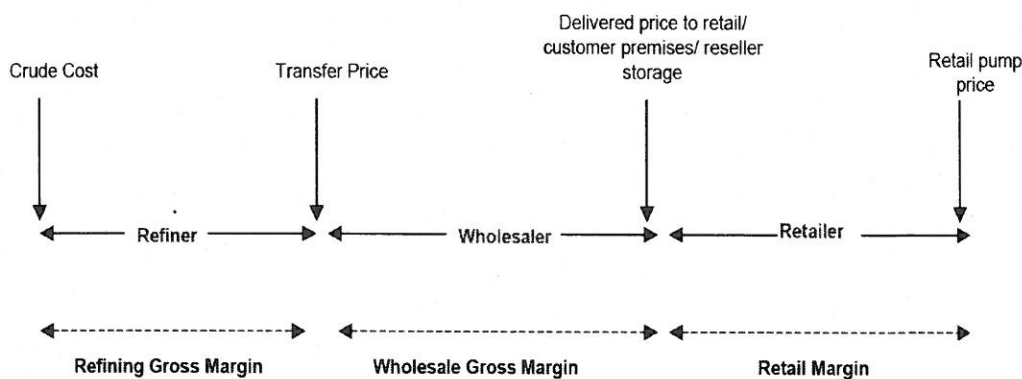 Delivered price to retail/
customer premises/ reseller
storage
Crude Cost
Transfer Price
Retail pump
price
Refiner
Wholesaler
Retailer
Refining Gross Margin
Wholesale Gross Margin
Retail Margin